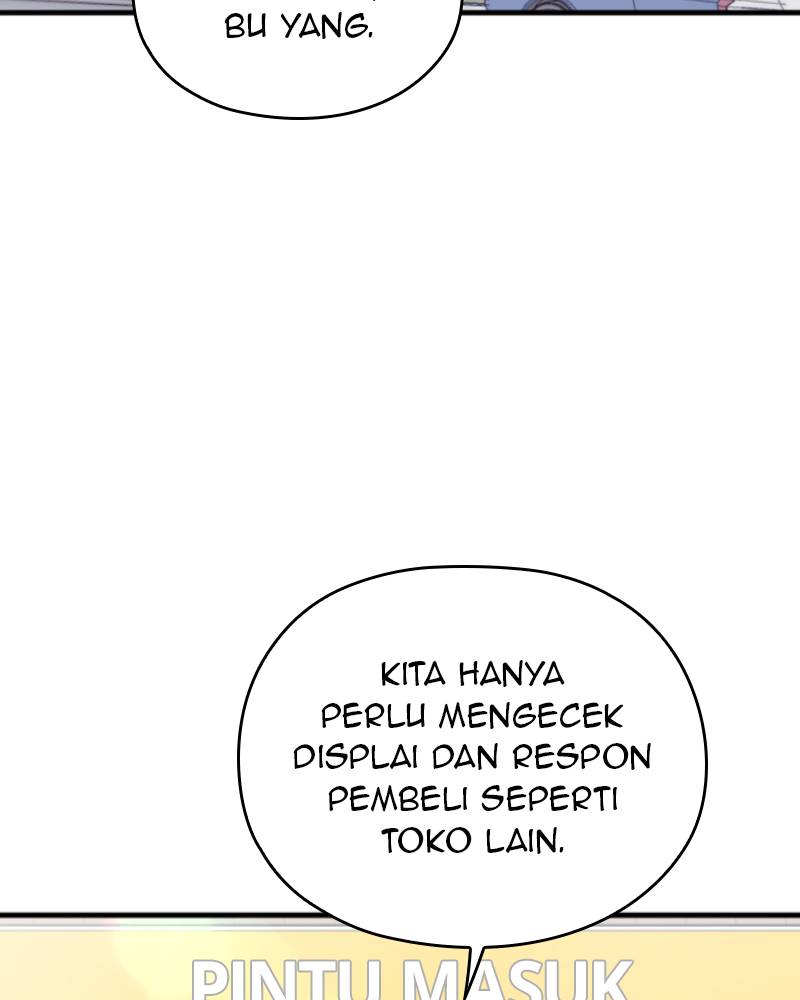 BU YANG.
KITA HANYA
PERLU MENGECEK
DISPLAI DAN RESPON
PEMBELI SEPERTI
TOKO LAIN.
PINTU MASUK